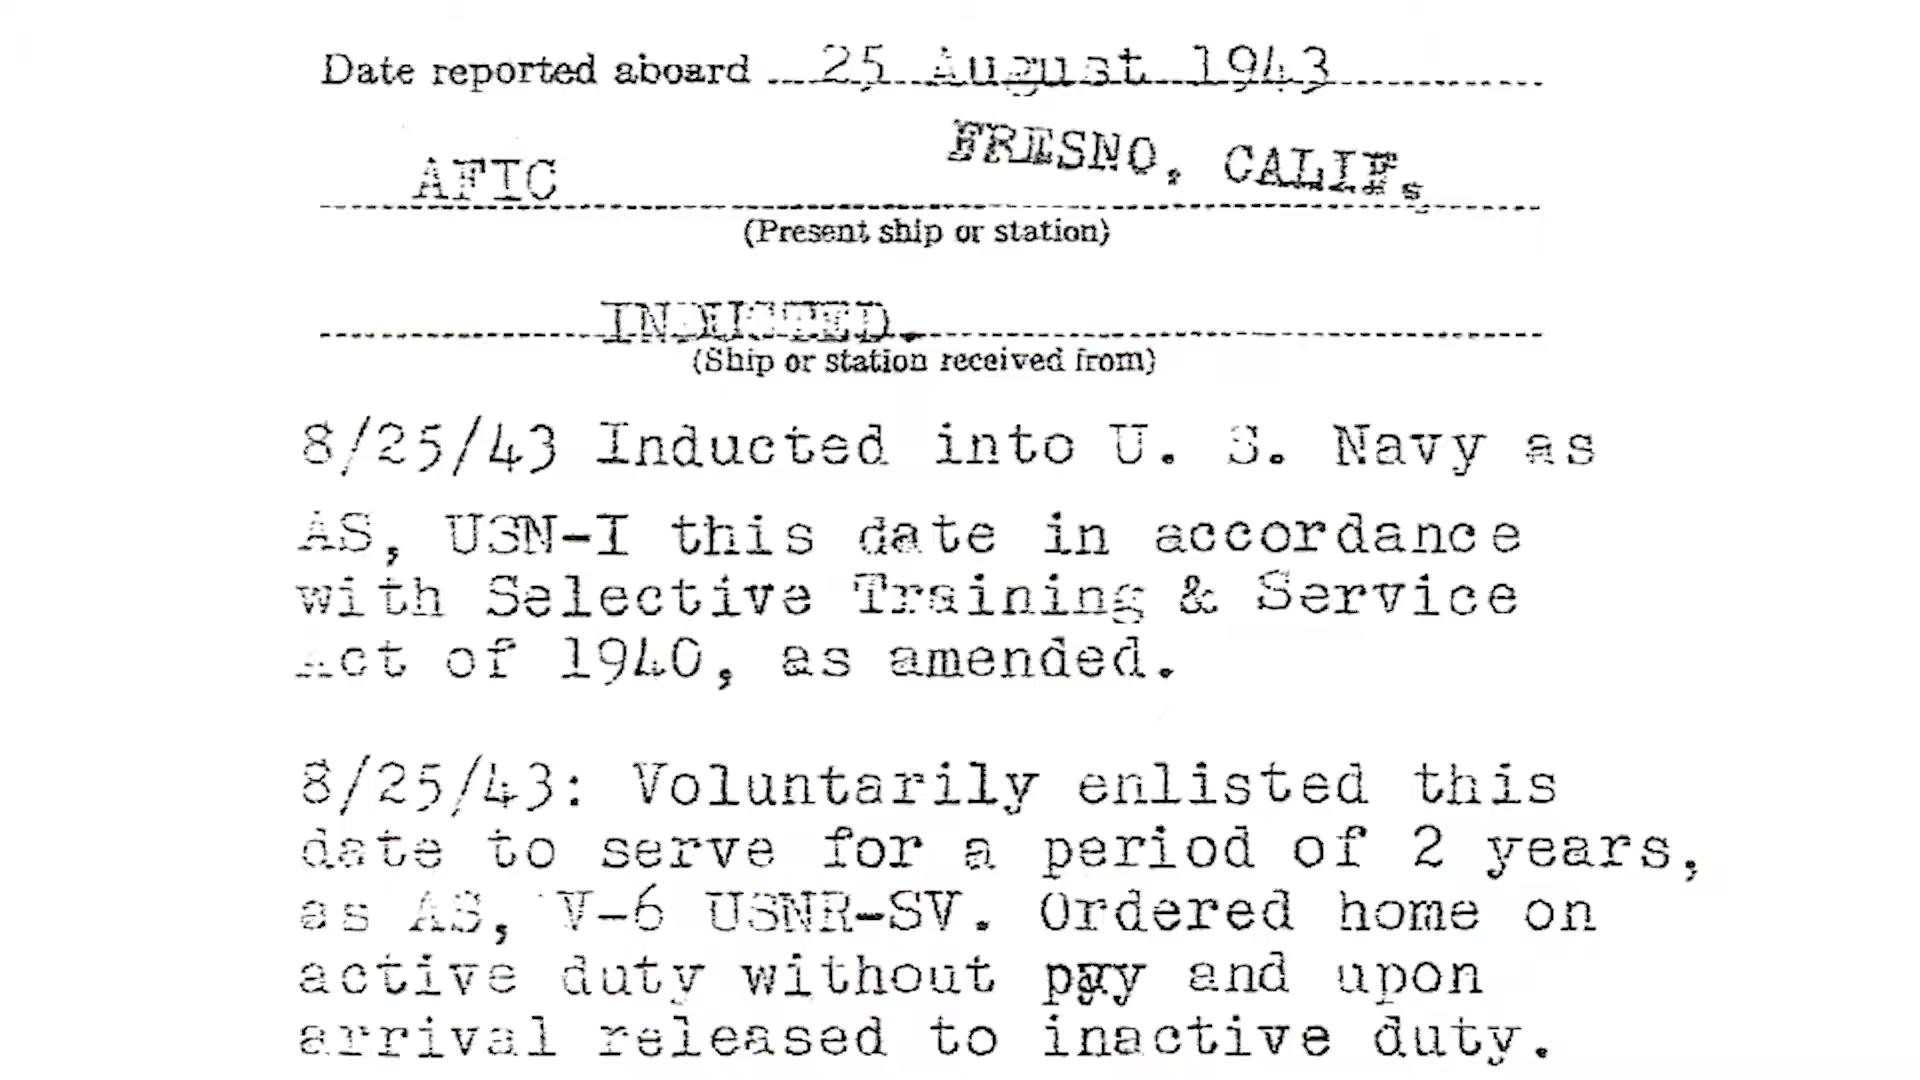 Date reported aboard 25 August 1943
AFIC FRESNO, CALIF.
(Present ship or station)
INDUCTED.
(Ship or station received from)
8/25/43 Inducted into U. S. Navy as
AS, USN-I this date in accordance
with Selective Training & Service
Act of 1940, as amended.
8/25/43: Voluntarily enlisted this
date to serve for a period of 2 years,
as AS, V-6 USNR-SV. Ordered home on
active duty without pay and upon
arrival released to inactive duty.